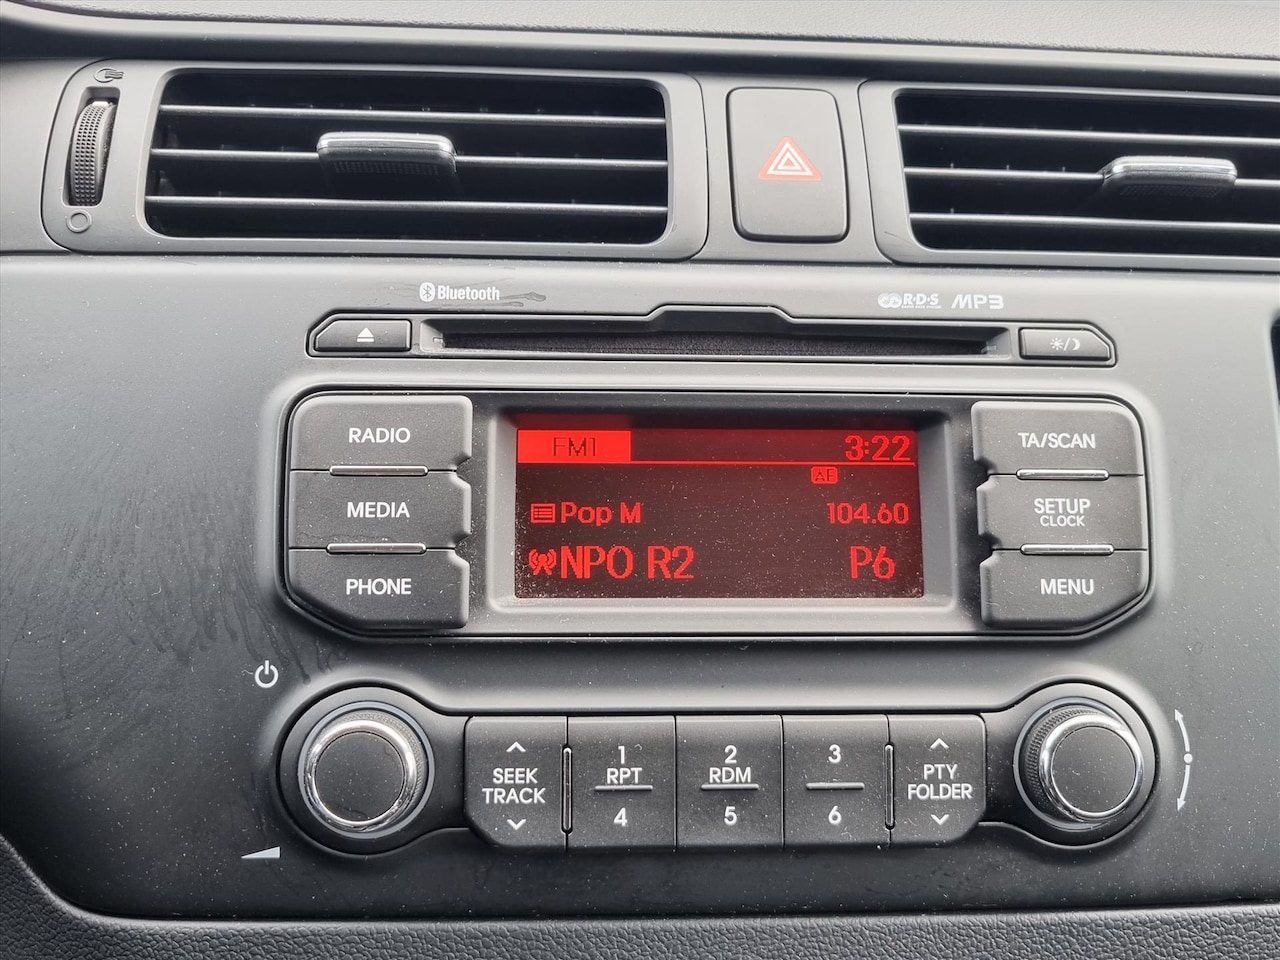 Bluetooth
R·D·S MP3
RADIO
MEDIA
PHONE
FM1 3:22
AF
Pop M 104.60
NPO R2 P6
TA/SCAN
SETUP
CLOCK
MENU
SEEK
TRACK
1
RPT
4
2
RDM
5
3
6
PTY
FOLDER